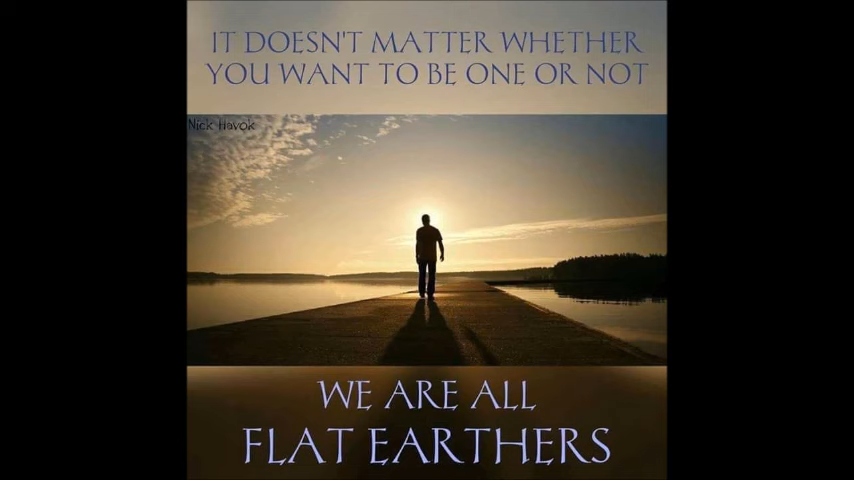 IT DOESN'T MATTER WHETHER
YOU WANT TO BE ONE OR NOT
Nick Havok
WE ARE ALL
FLAT EARTHERS